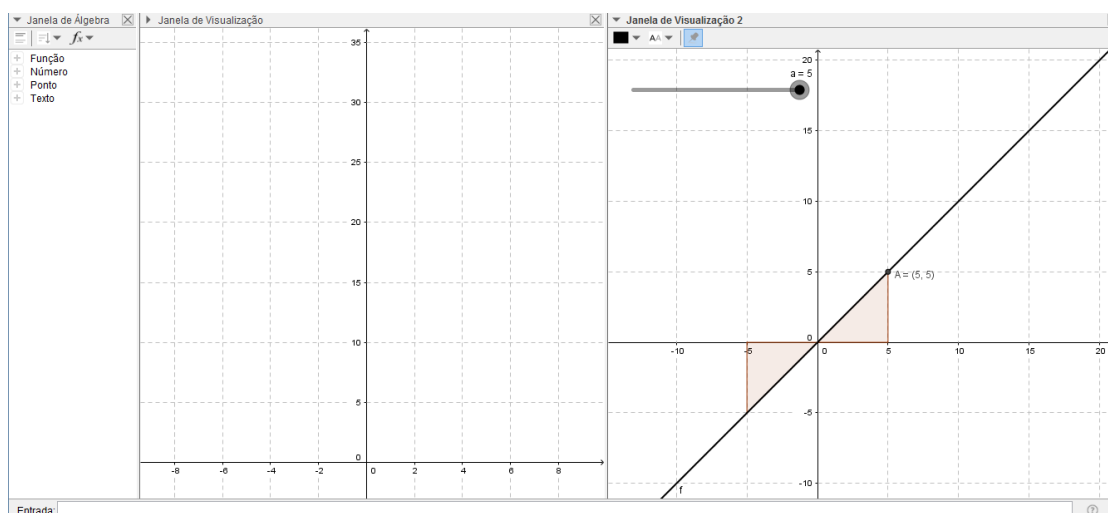 Janela de Álgebra
Janela de Visualização
Janela de Visualização 2
fx
AA
Função
Número
Ponto
Texto
35
30
25
20
15
10
5
0
-8 -6 -4 -2 0 2 4 6 8
a = 5
20
15
10
5
A = (5, 5)
0
-10 -5 0 5 10 15 20
-5
-10
f
Entrada: